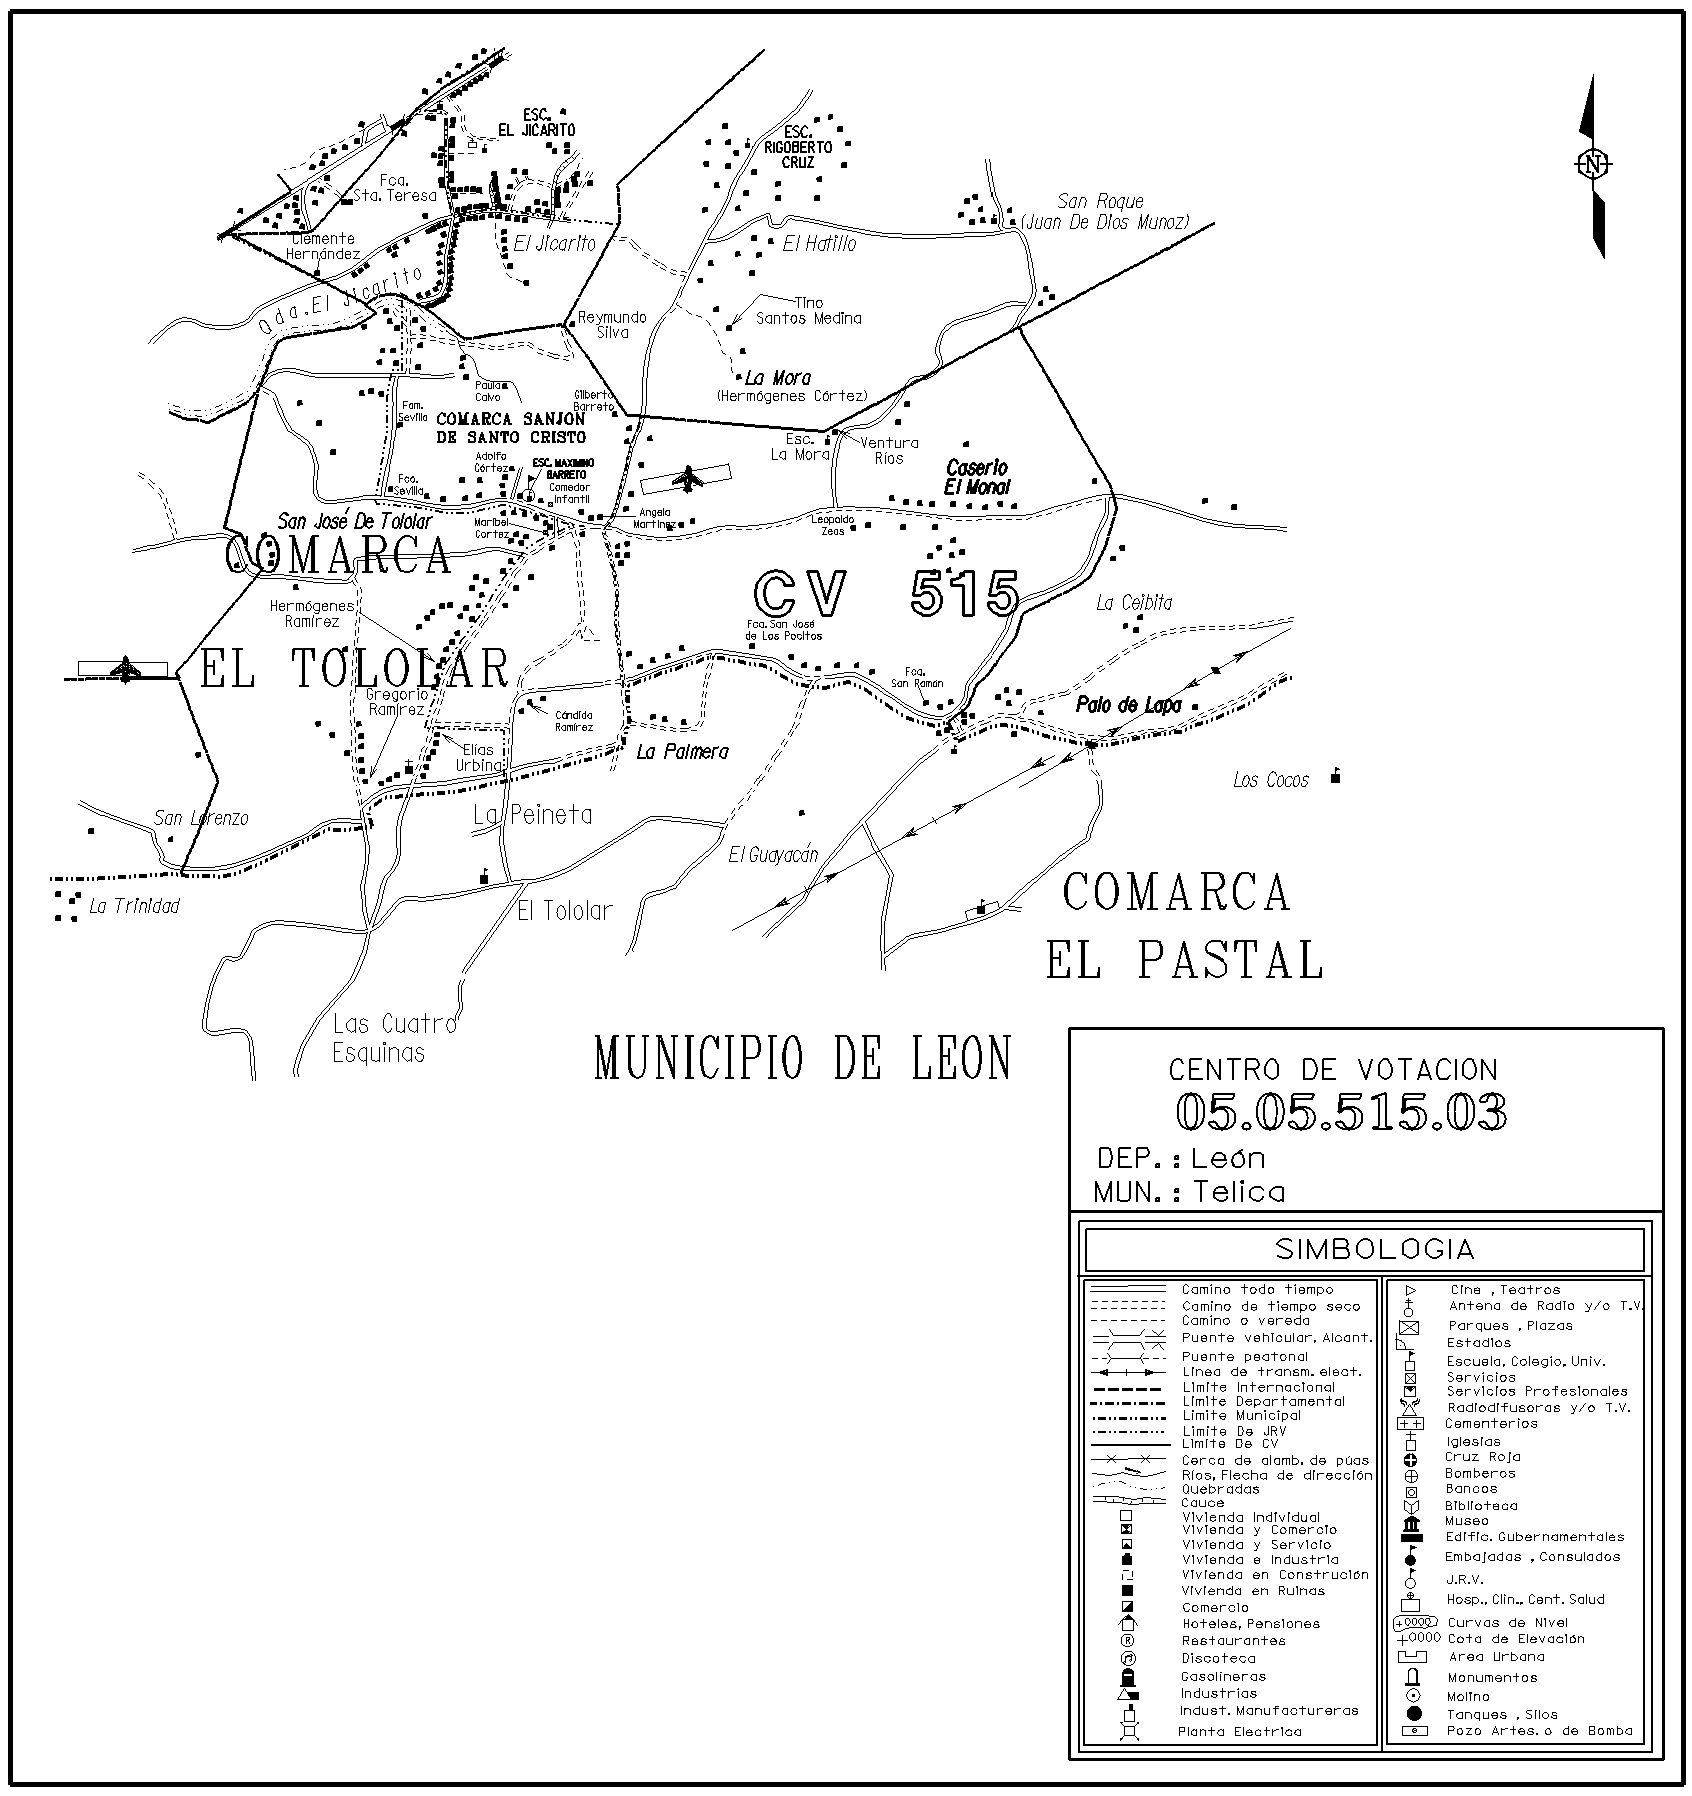 ESC.
EL JICARITO
ESC.
RIGOBERTO
CRUZ
N
Fca.
Sta. Teresa
San Roque
(Juan De Dios Munoz)
Clemente
Hernández
El Jicarito
El Hatillo
Qda. El Jicarito
Tino
Santos Medina
Reymundo
Silva
La Mora
(Hermógenes Córtez)
Paula
Calvo
Gilberto
Barreto
Fam.
Sevilla
COMARCA SANJON
DE SANTO CRISTO
Esc.
La Mora
Ventura
Ríos
Adolfo
Córtez
ESC. MAXIMINO
BARRETO
Comedor
Infantil
Caserio
El Monal
Fco.
Sevilla
San José De Tololar
Maribel
Cortez
Angela
Martínez
Leopoldo
Zeas
COMARCA
CV 515
Hermógenes
Ramírez
La Ceibita
Fca. San José
de Los Pocitos
EL TOLOLAR
Gregorio
Ramírez
Fca.
San Ramón
Cándida
Ramírez
Palo de Lapa
Elías
Urbina
La Palmera
Los Cocos
San Lorenzo
La Peineta
El Guayacán
La Trinidad
El Tololar
COMARCA
EL PASTAL
Las Cuatro
Esquinas
MUNICIPIO DE LEON
CENTRO DE VOTACION
05.05.515.03
DEP.: León
MUN.: Telica
SIMBOLOGIA
Camino todo tiempo
Camino de tiempo seco
Camino o vereda
Puente vehicular, Alcant.
Puente peatonal
Línea de transm. elect.
Limite Internacional
Limite Departamental
Limite Municipal
Limite De JRV
Limite De CV
Cerca de alamb. de púas
Ríos, Flecha de dirección
Quebradas
Cauce
Vivienda Individual
Vivienda y Comercio
Vivienda y Servicio
Vivienda e Industria
Vivienda en Construción
Vivienda en Ruinas
Comercio
Hoteles, Pensiones
R Restaurantes
Discoteca
Gasolineras
Industrias
Indust. Manufactureras
Planta Electrica
Cine , Teatros
Antena de Radio y/o T.V.
Parques , Plazas
Estadios
Escuela, Colegio, Univ.
Servicios
Servicios Profesionales
Radiodifusoras y/o T.V.
Cementerios
Iglesias
Cruz Roja
Bomberos
Bancos
Biblioteca
Museo
Edific. Gubernamentales
Embajadas , Consulados
J.R.V.
Hosp., Clin., Cent. Salud
+0000 Curvas de Nivel
+0000 Cota de Elevación
Area Urbana
Monumentos
Molino
Tanques , Silos
Pozo Artes. o de Bomba